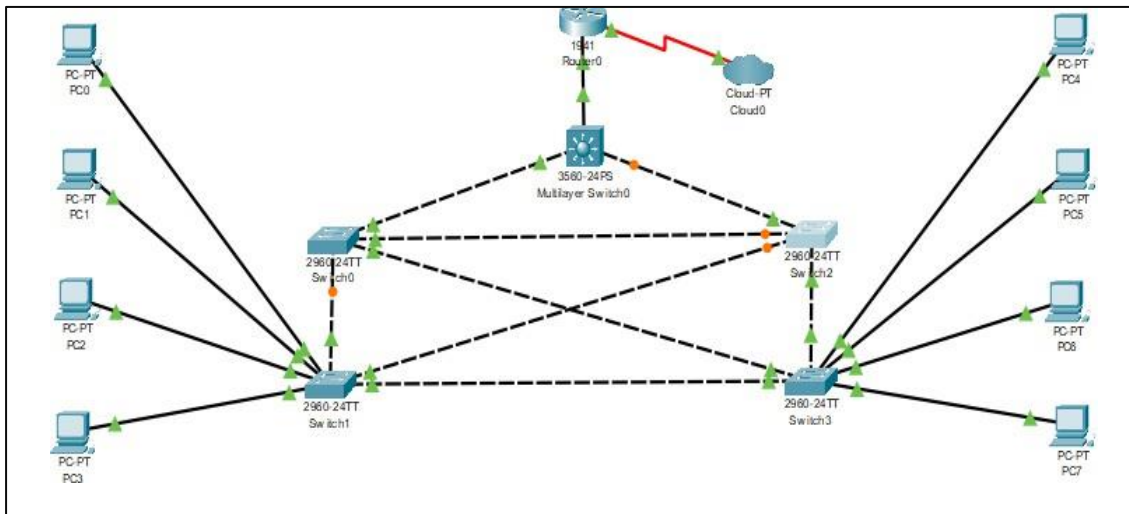 PC-PT
PC0
1941
Router0
Cloud-PT
Cloud0
PC-PT
PC4
PC-PT
PC1
3560-24PS
Multilayer Switch0
PC-PT
PC5
2960-24TT
Switch0
2960-24TT
Switch2
PC-PT
PC2
PC-PT
PC6
2960-24TT
Switch1
2960-24TT
Switch3
PC-PT
PC3
PC-PT
PC7